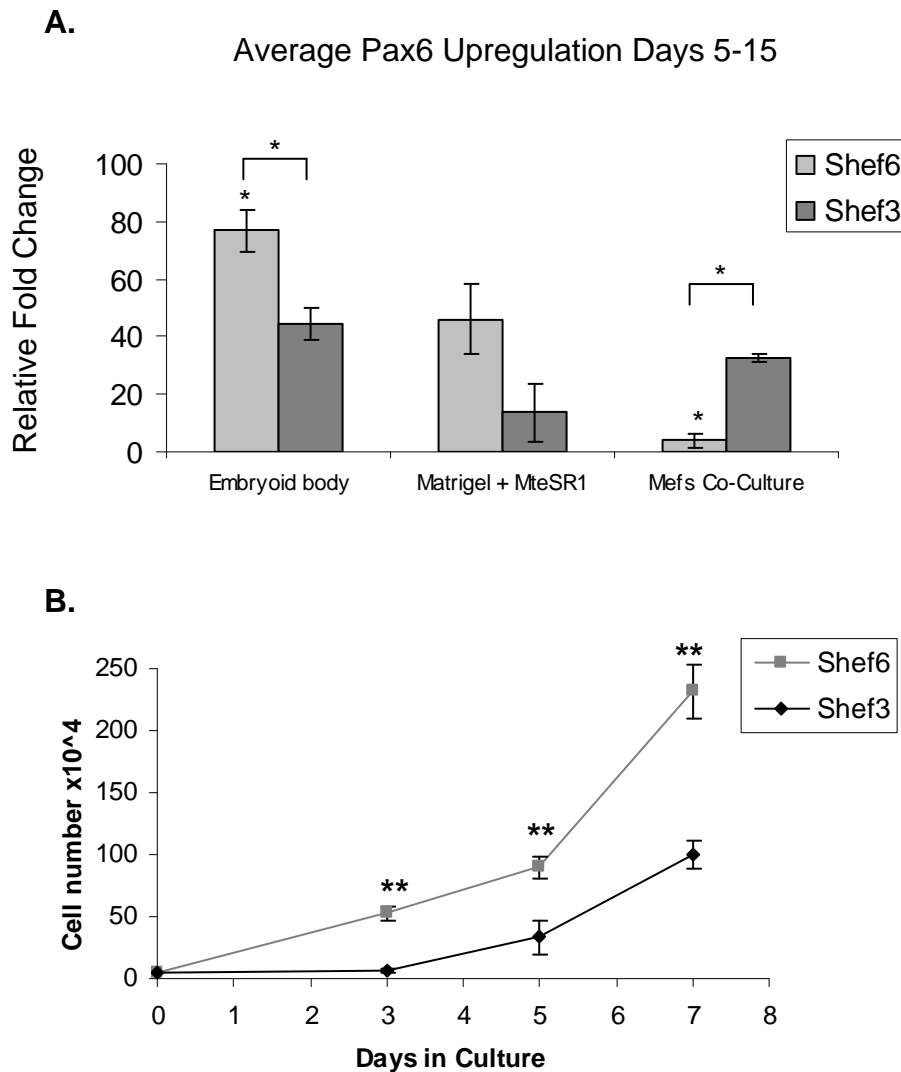 A.
Average Pax6 Upregulation Days 5-15
Relative Fold Change
100
80
60
40
20
0
*
*
*
*
Shef6
Shef3
Embryoid body
Matrigel + MteSR1
Mefs Co-Culture
B.
Cell number x10^4
250
200
150
100
50
0
**
**
**
Shef6
Shef3
0 1 2 3 5 7 8
Days in Culture